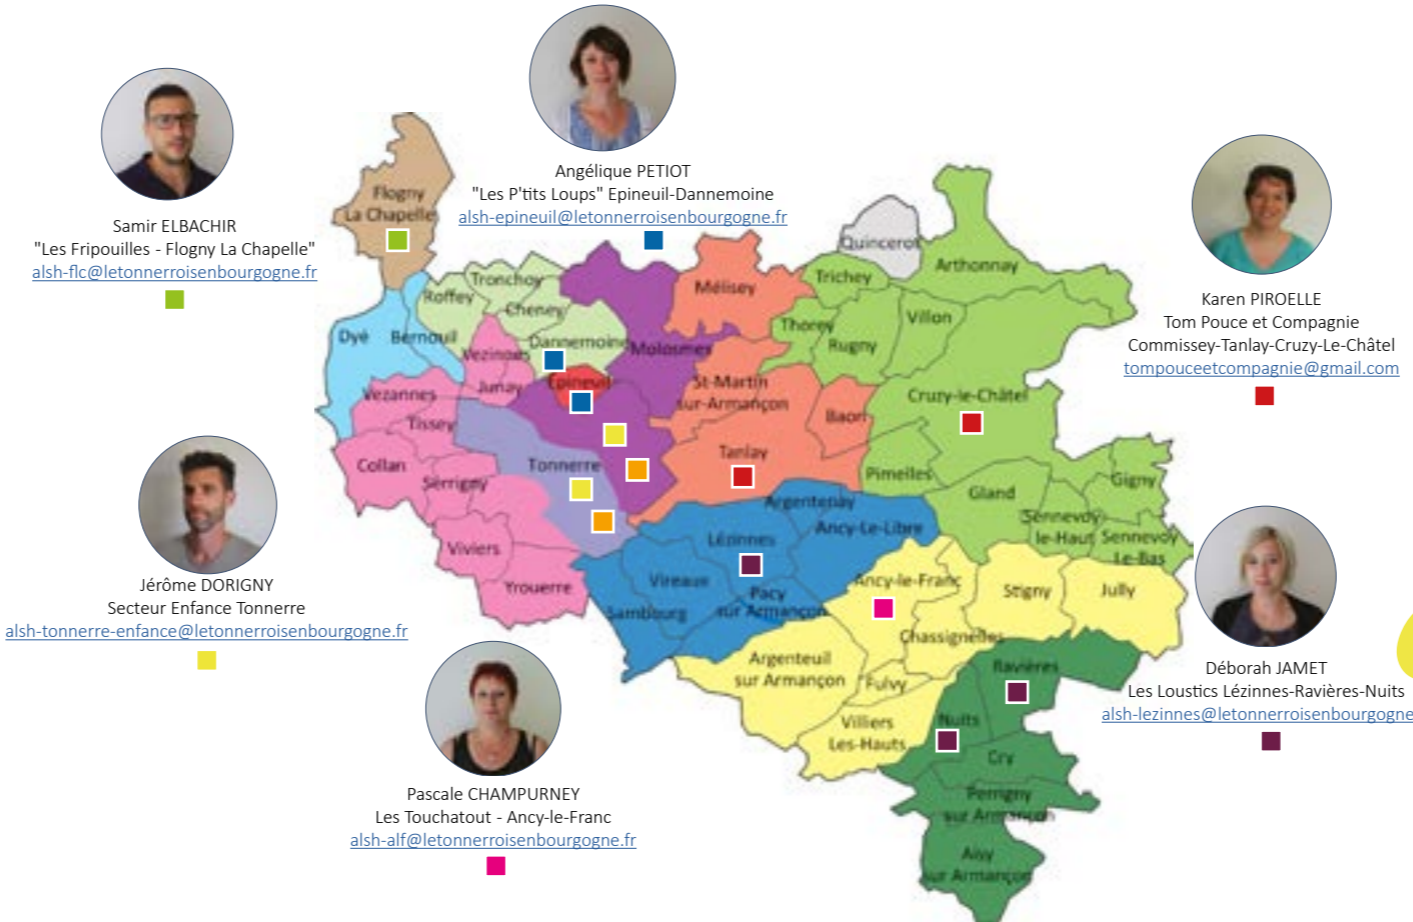 Angélique PETIOT
"Les P'tits Loups" Epineuil-Dannemoine
alsh-epineuil@letonnerroisenbourgogne.fr
Samir ELBACHIR
"Les Fripouilles - Flogny La Chapelle"
alsh-flc@letonnerroisenbourgogne.fr
Karen PIROELLE
Tom Pouce et Compagnie
Commissey-Tanlay-Cruzy-Le-Châtel
tompouceetcompagnie@gmail.com
Jérôme DORIGNY
Secteur Enfance Tonnerre
alsh-tonnerre-enfance@letonnerroisenbourgogne.fr
Déborah JAMET
Les Loustics Lézinnes-Ravières-Nuits
alsh-lezinnes@letonnerroisenbourgogne
Pascale CHAMPURNEY
Les Touchatout - Ancy-le-Franc
alsh-alf@letonnerroisenbourgogne.fr
Flogny
La Chapelle
Quincerot
Arthonnay
Tronchoy
Roffey
Cheney
Mélisey
Trichey
Villon
Thorey
Rugny
Dyé
Bernouil
Dannemoine
Vezinnes
Molosmes
Epineuil
Junay
St-Martin
sur-Armançon
Cruzy-le-Châtel
Vezannes
Tissey
Baon
Collan
Tonnerre
Tanlay
Pimelles
Serrigny
Gland
Gigny
Argentenay
Ancy-Le-Libre
Sennevoy
le-Haut
Sennevoy
Le-Bas
Viviers
Lézinnes
Yrouerre
Vireaux
Pacy
sur Armançon
Sambourg
Ancy-le-Franc
Stigny
Jully
Chassignelles
Argenteuil
sur Armançon
Fulvy
Ravières
Villiers
Les-Hauts
Nuits
Cry
Perrigny
sur Armançon
Aisy
sur Armançon